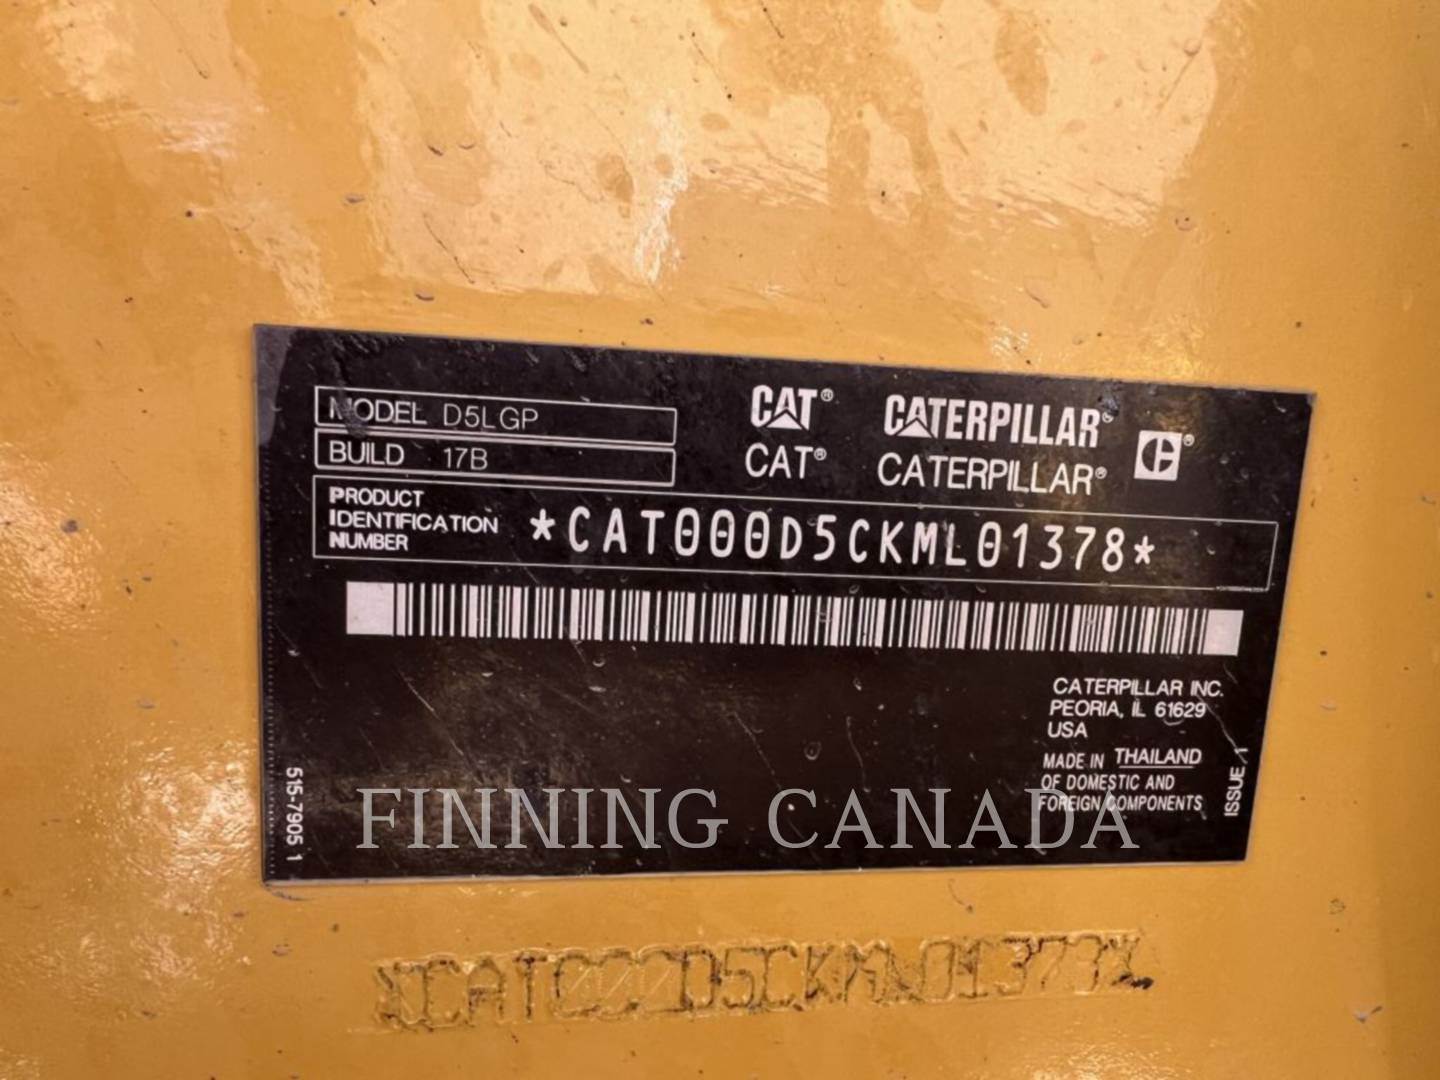 MODEL D5LGP
BUILD 17B
CAT® CATERPILLAR®
CAT® CATERPILLAR®
PRODUCT
IDENTIFICATION
NUMBER
*CAT000D5CKML01378*
CATERPILLAR INC.
PEORIA, IL 61629
USA
MADE IN THAILAND
OF DOMESTIC AND
FOREIGN COMPONENTS
ISSUE 1
515-7905 1
FINNING CANADA
*CAT000D5CKML01378*